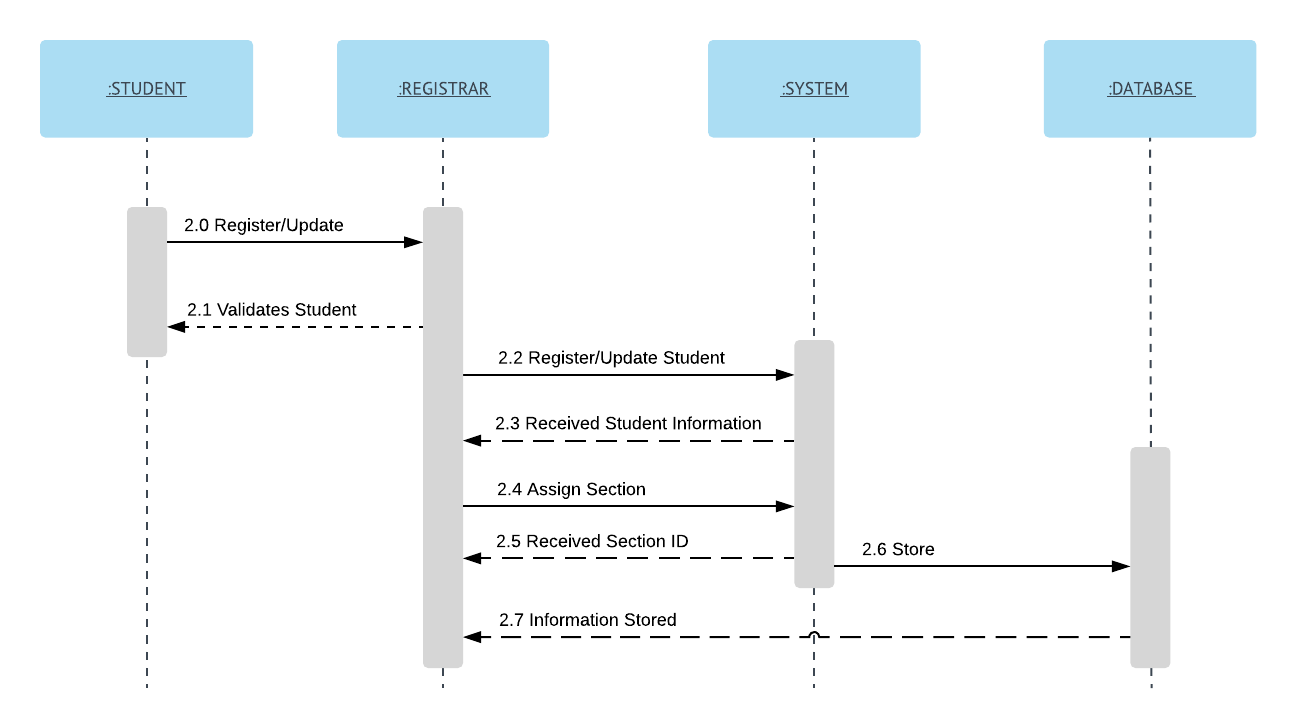 :STUDENT
:REGISTRAR
:SYSTEM
:DATABASE
2.0 Register/Update
2.1 Validates Student
2.2 Register/Update Student
2.3 Received Student Information
2.4 Assign Section
2.5 Received Section ID
2.6 Store
2.7 Information Stored